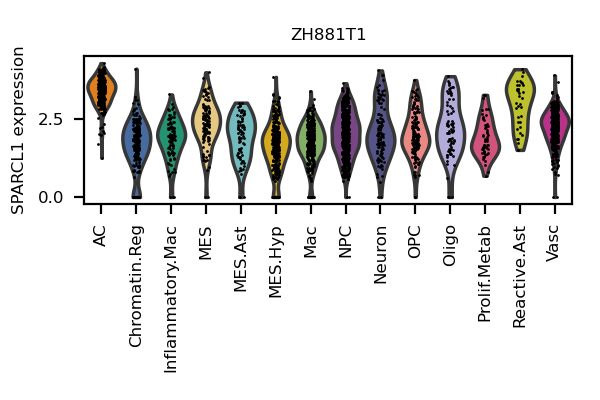 ZH881T1
SPARCL1 expression
2.5
0.0
AC
Chromatin.Reg
Inflammatory.Mac
MES
MES.Ast
MES.Hyp
Mac
NPC
Neuron
OPC
Oligo
Prolif.Metab
Reactive.Ast
Vasc